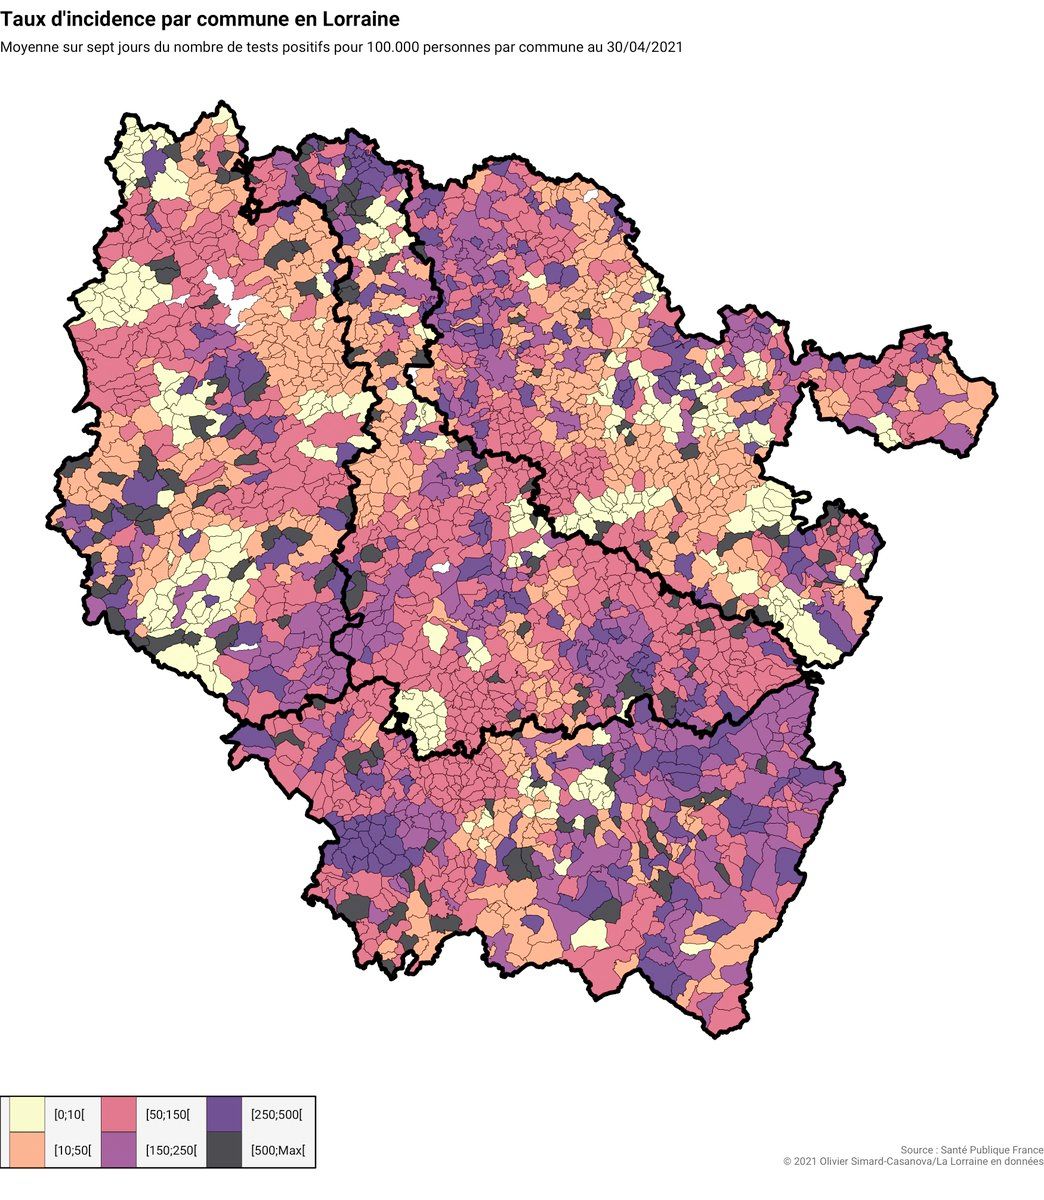 Taux d'incidence par commune en Lorraine
Moyenne sur sept jours du nombre de tests positifs pour 100.000 personnes par commune au 30/04/2021
[0;10[ [50;150[ [250;500[
[10;50[ [150;250[ [500;Max[
Source : Santé Publique France
© 2021 Olivier Simard-Casanova/La Lorraine en données